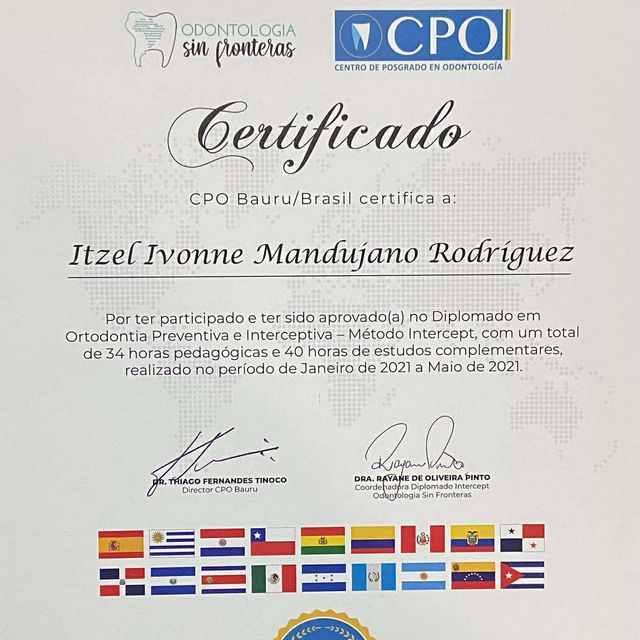 ODONTOLOGIA
sin fronteras
CPO
CENTRO DE POSGRADO EN ODONTOLOGÍA
Certificado
CPO Bauru/Brasil certifica a:
Itzel Ivonne Mandujano Rodríguez
Por ter participado e ter sido aprovado(a) no Diplomado em
Ortodontia Preventiva e Interceptiva – Método Intercept, com um total
de 34 horas pedagógicas e 40 horas de estudos complementares,
realizado no período de Janeiro de 2021 a Maio de 2021.
DR. THIAGO FERNANDES TINOCO
Director CPO Bauru
DRA. RAYANE DE OLIVEIRA PINTO
Coordenadora Diplomado Intercept
Odontologia Sin Fronteras